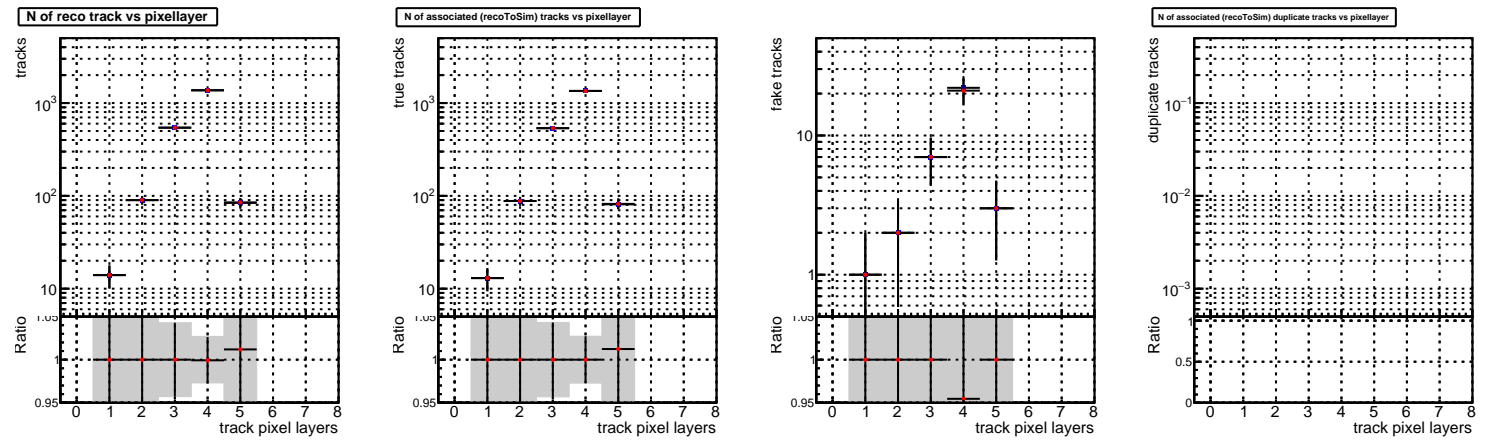 N of reco track vs pixellayer
tracks
10³
10²
10
Ratio
1.05
1
0.95
0 1 2 3 4 5 6 7 8
track pixel layers
N of associated (recoToSim) tracks vs pixellayer
true tracks
10³
10²
10
Ratio
1.05
1
0.95
0 1 2 3 4 5 6 7 8
track pixel layers
fake tracks
10
1
Ratio
1.05
1
0.95
0 1 2 3 4 5 6 7 8
track pixel layers
N of associated (recoToSim) duplicate tracks vs pixellayer
duplicate tracks
10⁻¹
10⁻²
10⁻³
Ratio
1
0.5
0
0 1 2 3 4 5 6 7 8
track pixel layers